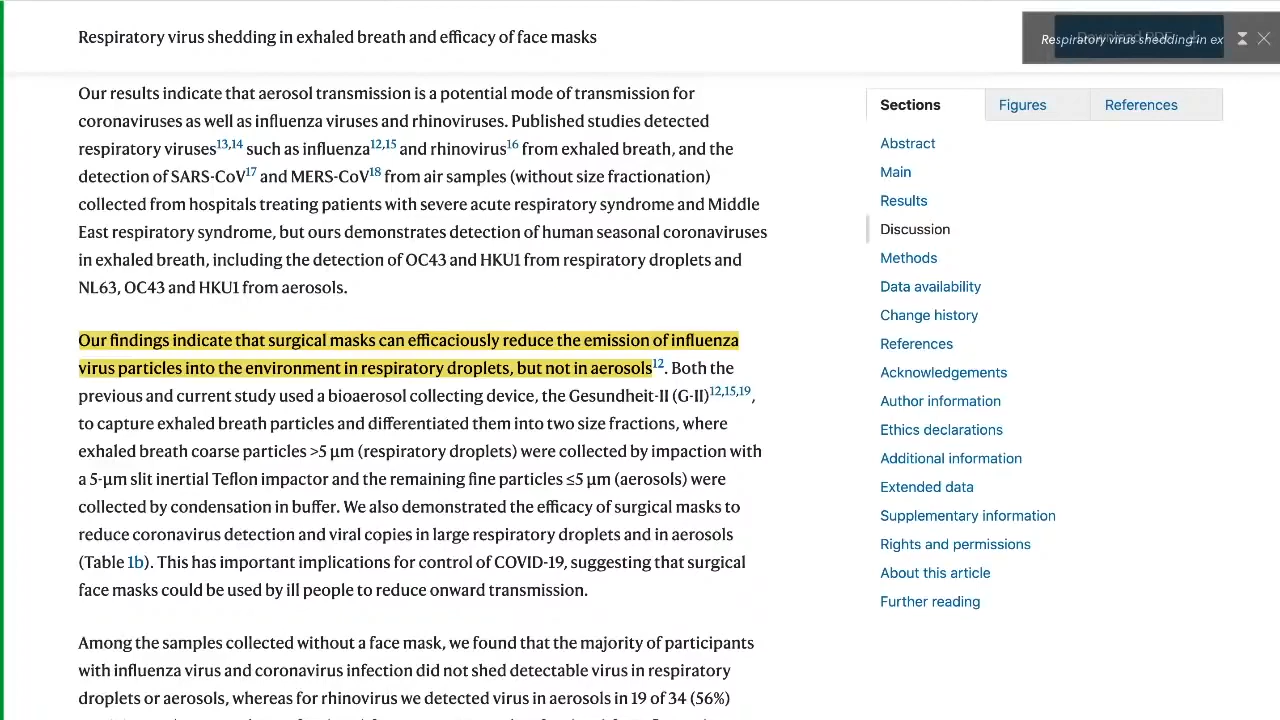 Respiratory virus shedding in exhaled breath and efficacy of face masks
Respiratory virus shedding in ex
Our results indicate that aerosol transmission is a potential mode of transmission for
coronaviruses as well as influenza viruses and rhinoviruses. Published studies detected
respiratory viruses13,14 such as influenza12,15 and rhinovirus16 from exhaled breath, and the
detection of SARS-CoV17 and MERS-CoV18 from air samples (without size fractionation)
collected from hospitals treating patients with severe acute respiratory syndrome and Middle
East respiratory syndrome, but ours demonstrates detection of human seasonal coronaviruses
in exhaled breath, including the detection of OC43 and HKU1 from respiratory droplets and
NL63, OC43 and HKU1 from aerosols.
Our findings indicate that surgical masks can efficaciously reduce the emission of influenza
virus particles into the environment in respiratory droplets, but not in aerosols12. Both the
previous and current study used a bioaerosol collecting device, the Gesundheit-II (G-II)12,15,19,
to capture exhaled breath particles and differentiated them into two size fractions, where
exhaled breath coarse particles >5 μm (respiratory droplets) were collected by impaction with
a 5-μm slit inertial Teflon impactor and the remaining fine particles ≤5 μm (aerosols) were
collected by condensation in buffer. We also demonstrated the efficacy of surgical masks to
reduce coronavirus detection and viral copies in large respiratory droplets and in aerosols
(Table 1b). This has important implications for control of COVID-19, suggesting that surgical
face masks could be used by ill people to reduce onward transmission.
Among the samples collected without a face mask, we found that the majority of participants
with influenza virus and coronavirus infection did not shed detectable virus in respiratory
droplets or aerosols, whereas for rhinovirus we detected virus in aerosols in 19 of 34 (56%)
Sections
Figures
References
Abstract
Main
Results
Discussion
Methods
Data availability
Change history
References
Acknowledgements
Author information
Ethics declarations
Additional information
Extended data
Supplementary information
Rights and permissions
About this article
Further reading